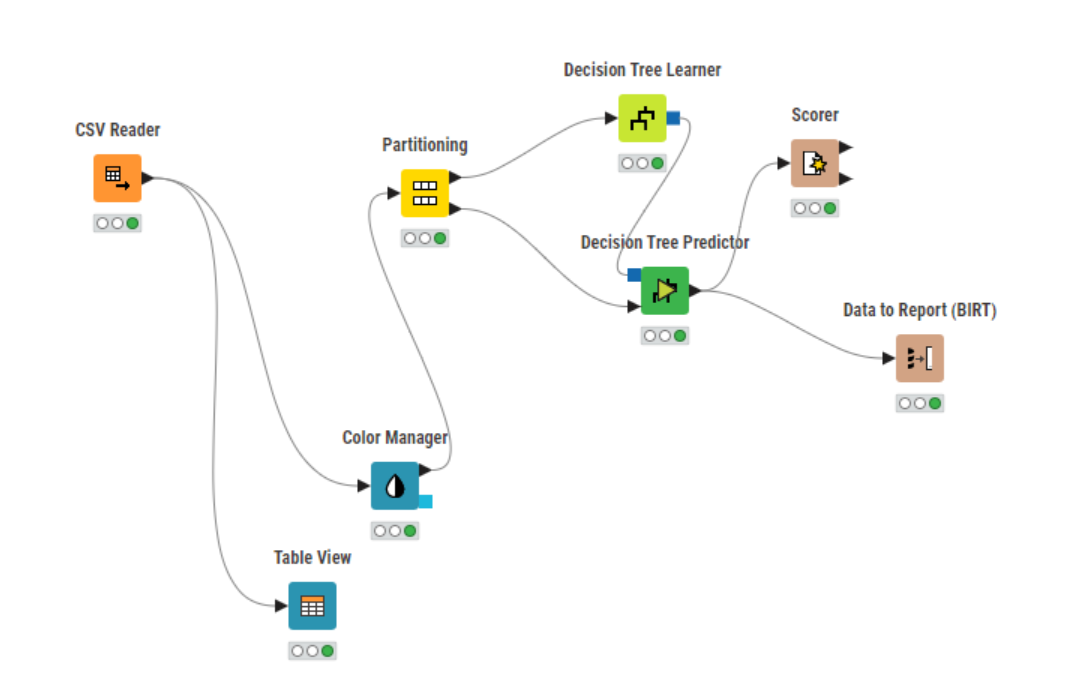 Decision Tree Learner
Scorer
CSV Reader
Partitioning
Decision Tree Predictor
Data to Report (BIRT)
Color Manager
Table View